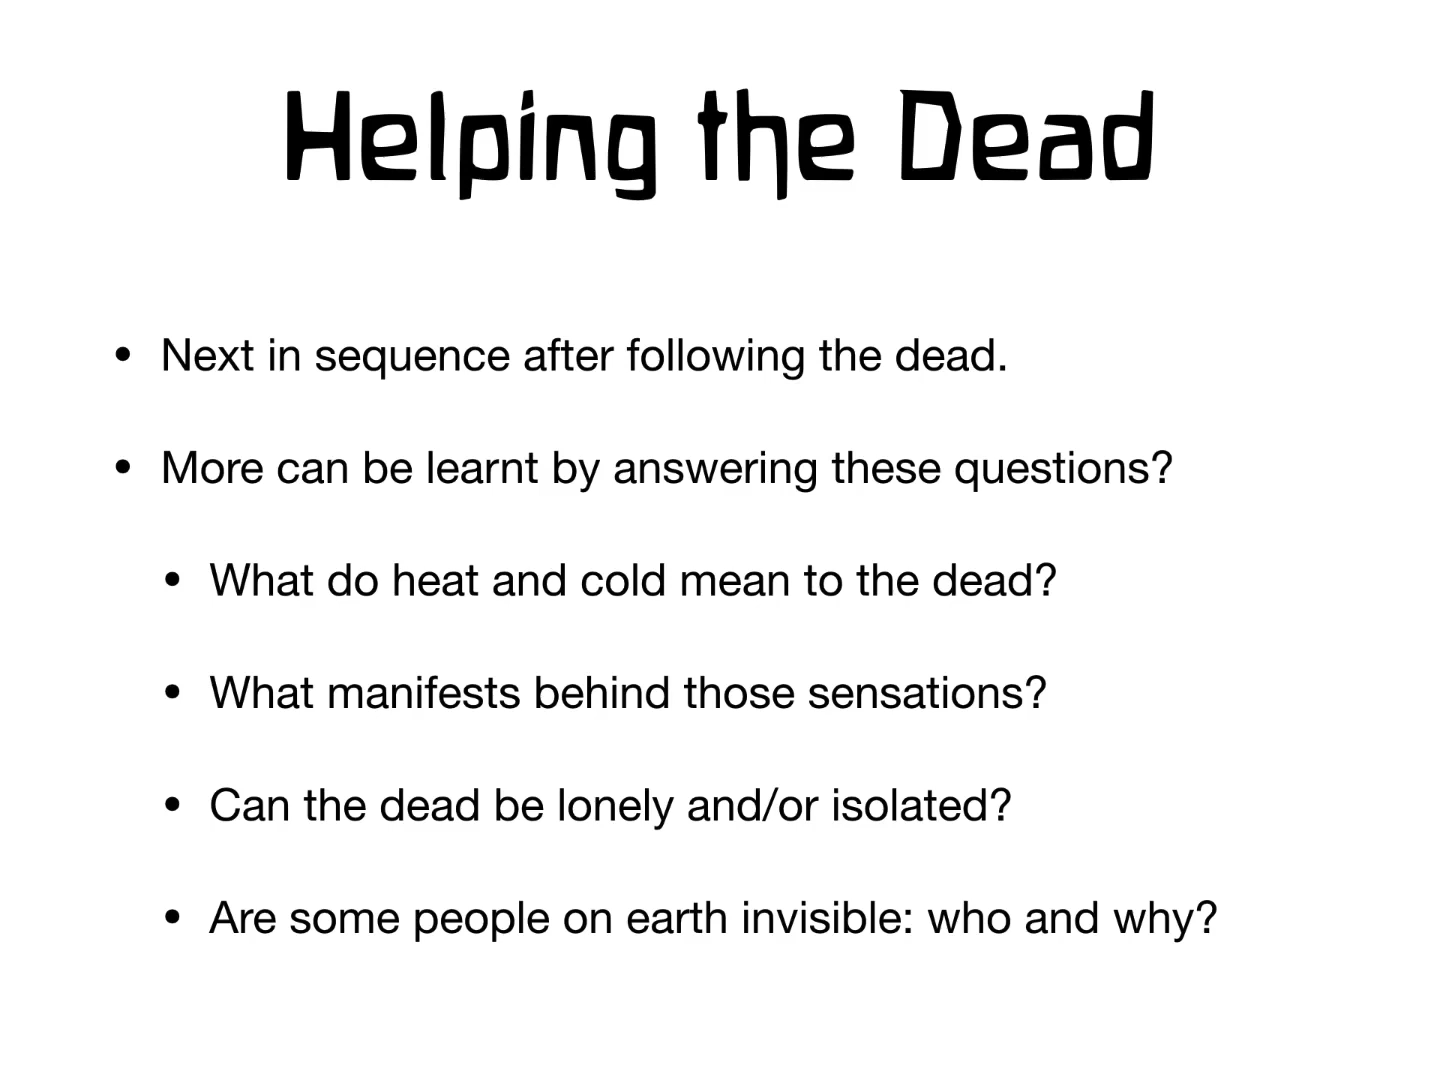 Helping the Dead
• Next in sequence after following the dead.
• More can be learnt by answering these questions?
• What do heat and cold mean to the dead?
• What manifests behind those sensations?
• Can the dead be lonely and/or isolated?
• Are some people on earth invisible: who and why?